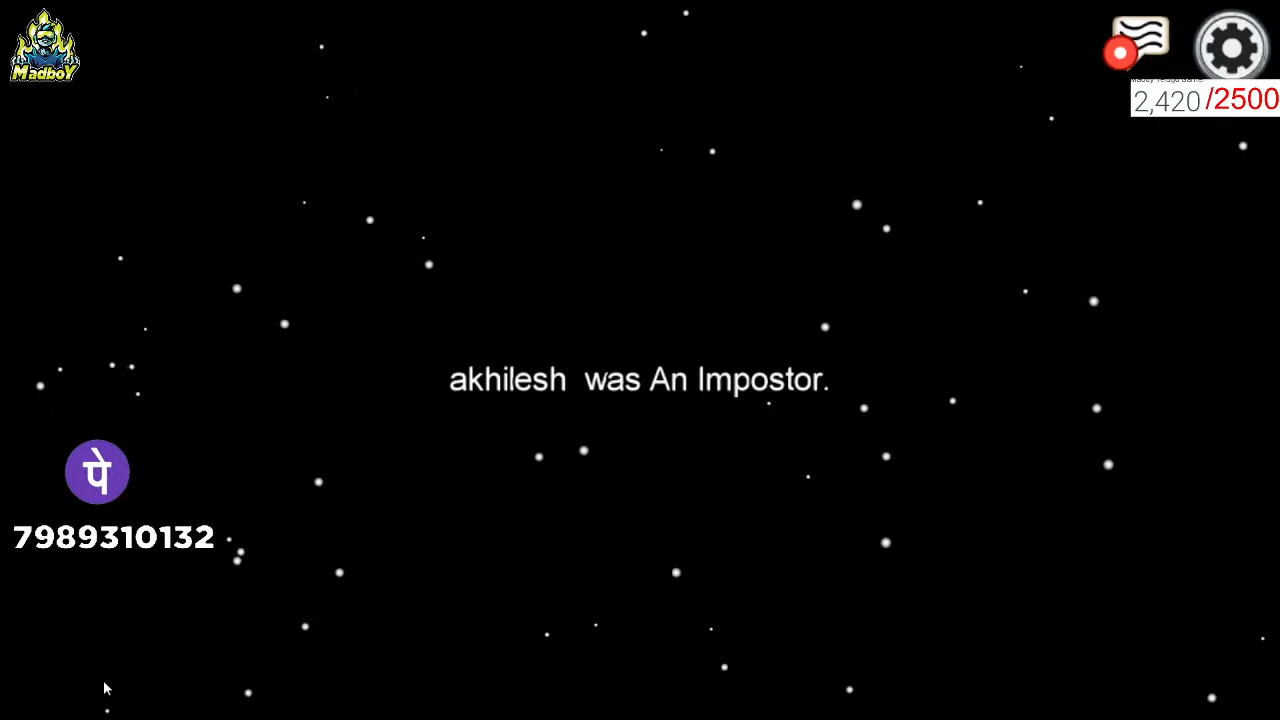 MadboY
2,420 /2500
akhilesh was An Impostor.
पे
7989310132